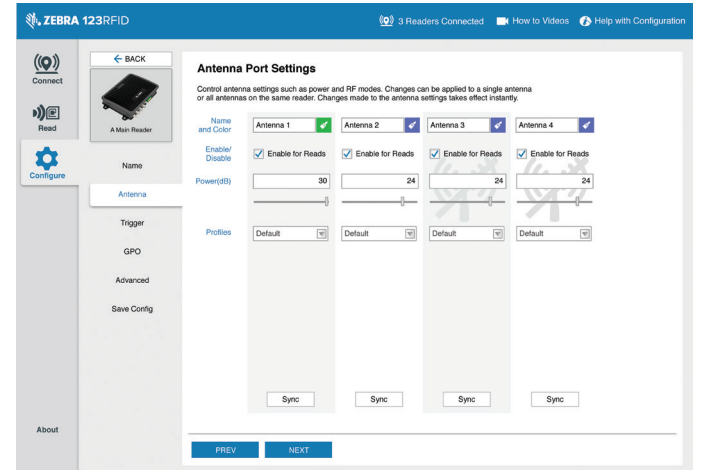 ZEBRA 123RFID
3 Readers Connected
How to Videos
Help with Configuration
Connect
Read
Configure
About
BACK
A Main Reader
Name
Antenna
Trigger
GPO
Advanced
Save Config
Antenna Port Settings
Control antenna settings such as power and RF modes. Changes can be applied to a single antenna
or all antennas on the same reader. Changes made to the antenna settings takes effect instantly.
Name
and Color
Antenna 1
Antenna 2
Antenna 3
Antenna 4
Enable/
Disable
Enable for Reads
Enable for Reads
Enable for Reads
Enable for Reads
Power(dB)
30
24
24
24
Profiles
Default
Default
Default
Default
Sync
Sync
Sync
Sync
PREV
NEXT